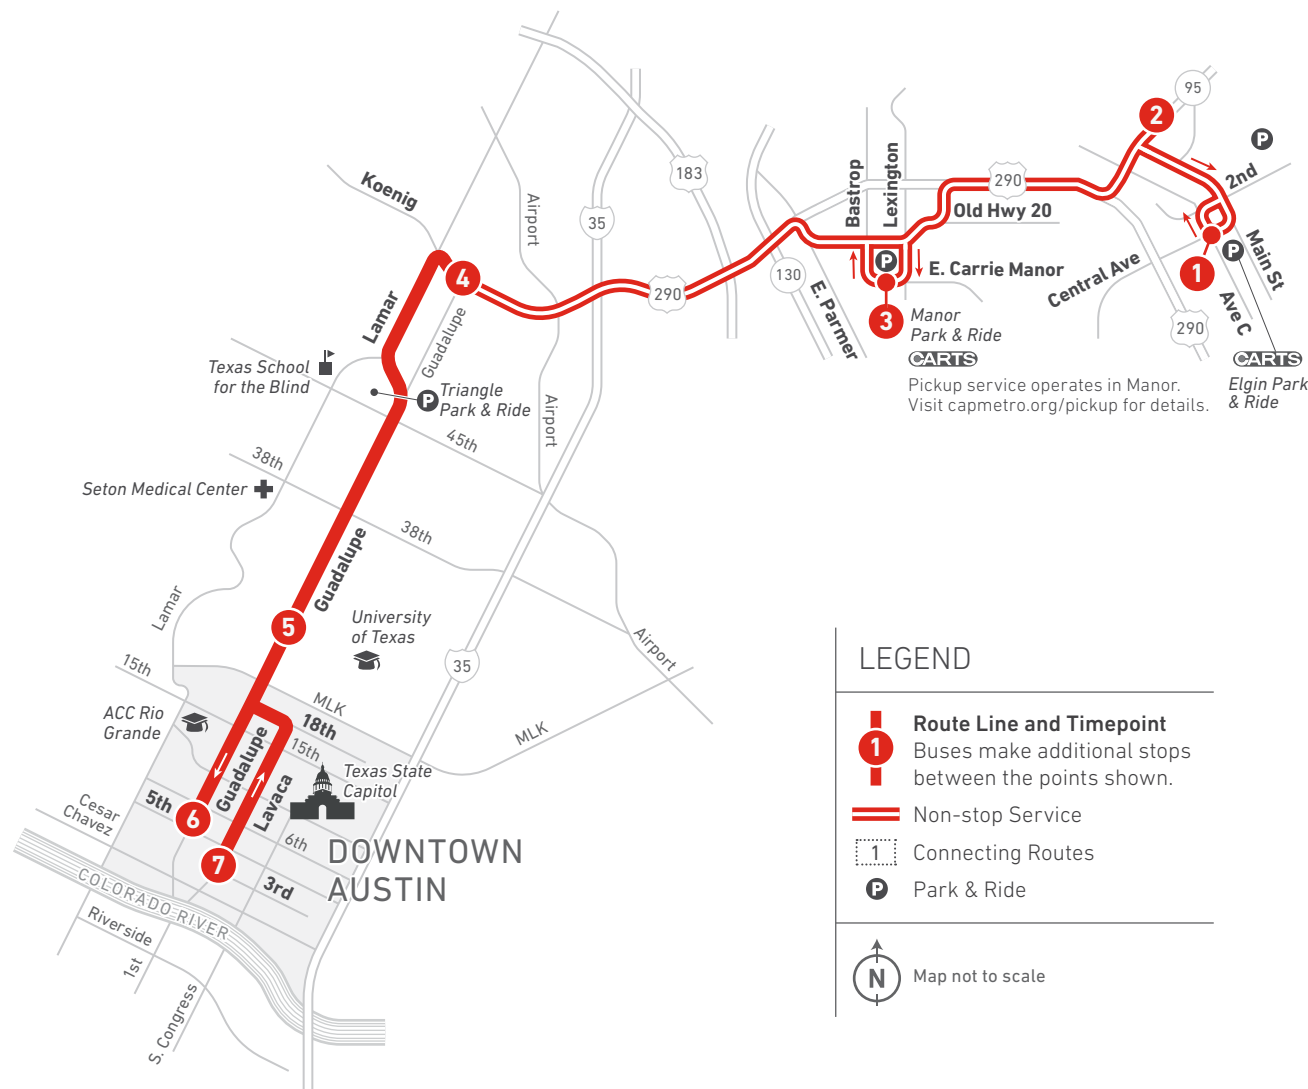 95
2
183
Koenig
Airport
35
Bastrop
Lexington
290
2nd
P
Old Hwy 20
4
290
130
P
E. Carrie Manor
Central Ave
1
P
Main St
Lamar
Guadalupe
E. Parmer
3
Manor
Park & Ride
CARTS
Ave C
290
CARTS
Texas School
for the Blind
Triangle
Park & Ride
P
Pickup service operates in Manor.
Visit capmetro.org/pickup for details.
Elgin Park
& Ride
Airport
45th
38th
Seton Medical Center
38th
Guadalupe
Lamar
5
University
of Texas
Airport
35
15th
MLK
MLK
ACC Rio
Grande
18th
15th
Guadalupe
Lavaca
Texas State
Capitol
5th
6
Cesar
Chavez
6th
7
3rd
DOWNTOWN
AUSTIN
COLORADO RIVER
Riverside
1st
S. Congress
LEGEND
1
Route Line and Timepoint
Buses make additional stops
between the points shown.
Non-stop Service
1
Connecting Routes
P
Park & Ride
N
Map not to scale